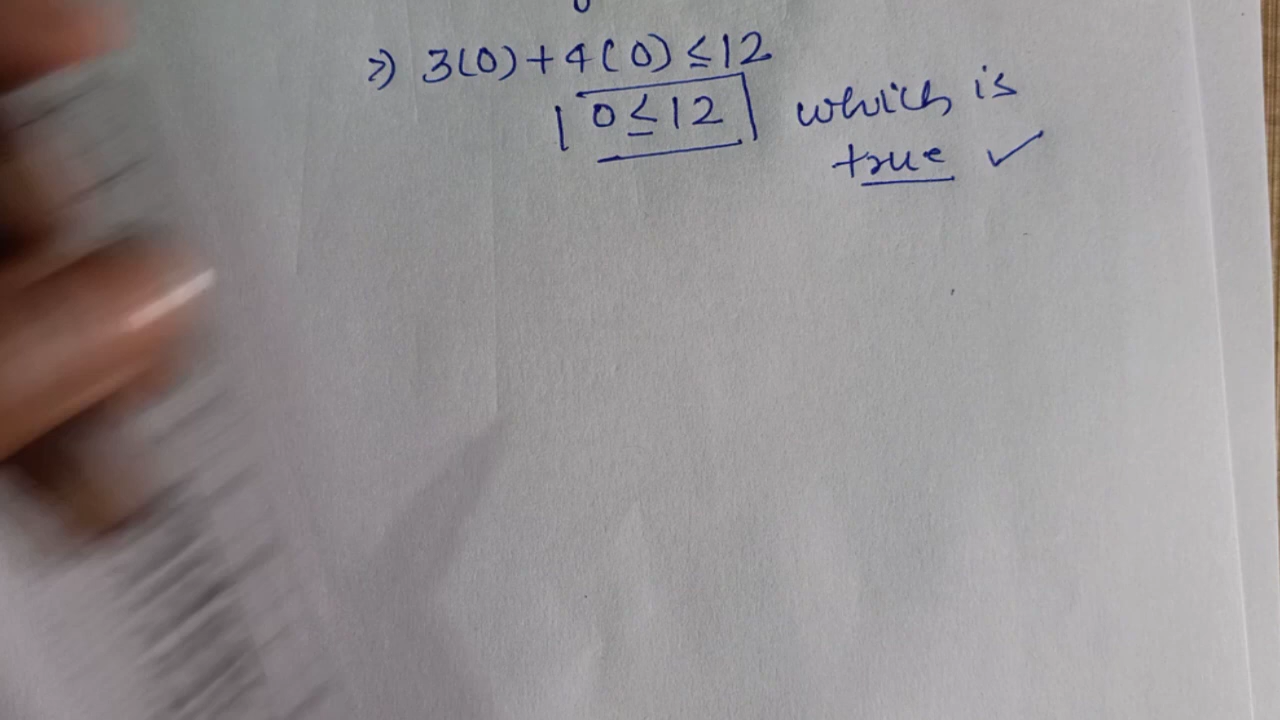 ⇒ 3(0)+4(0)≤12
0≤12 which is
true ✓